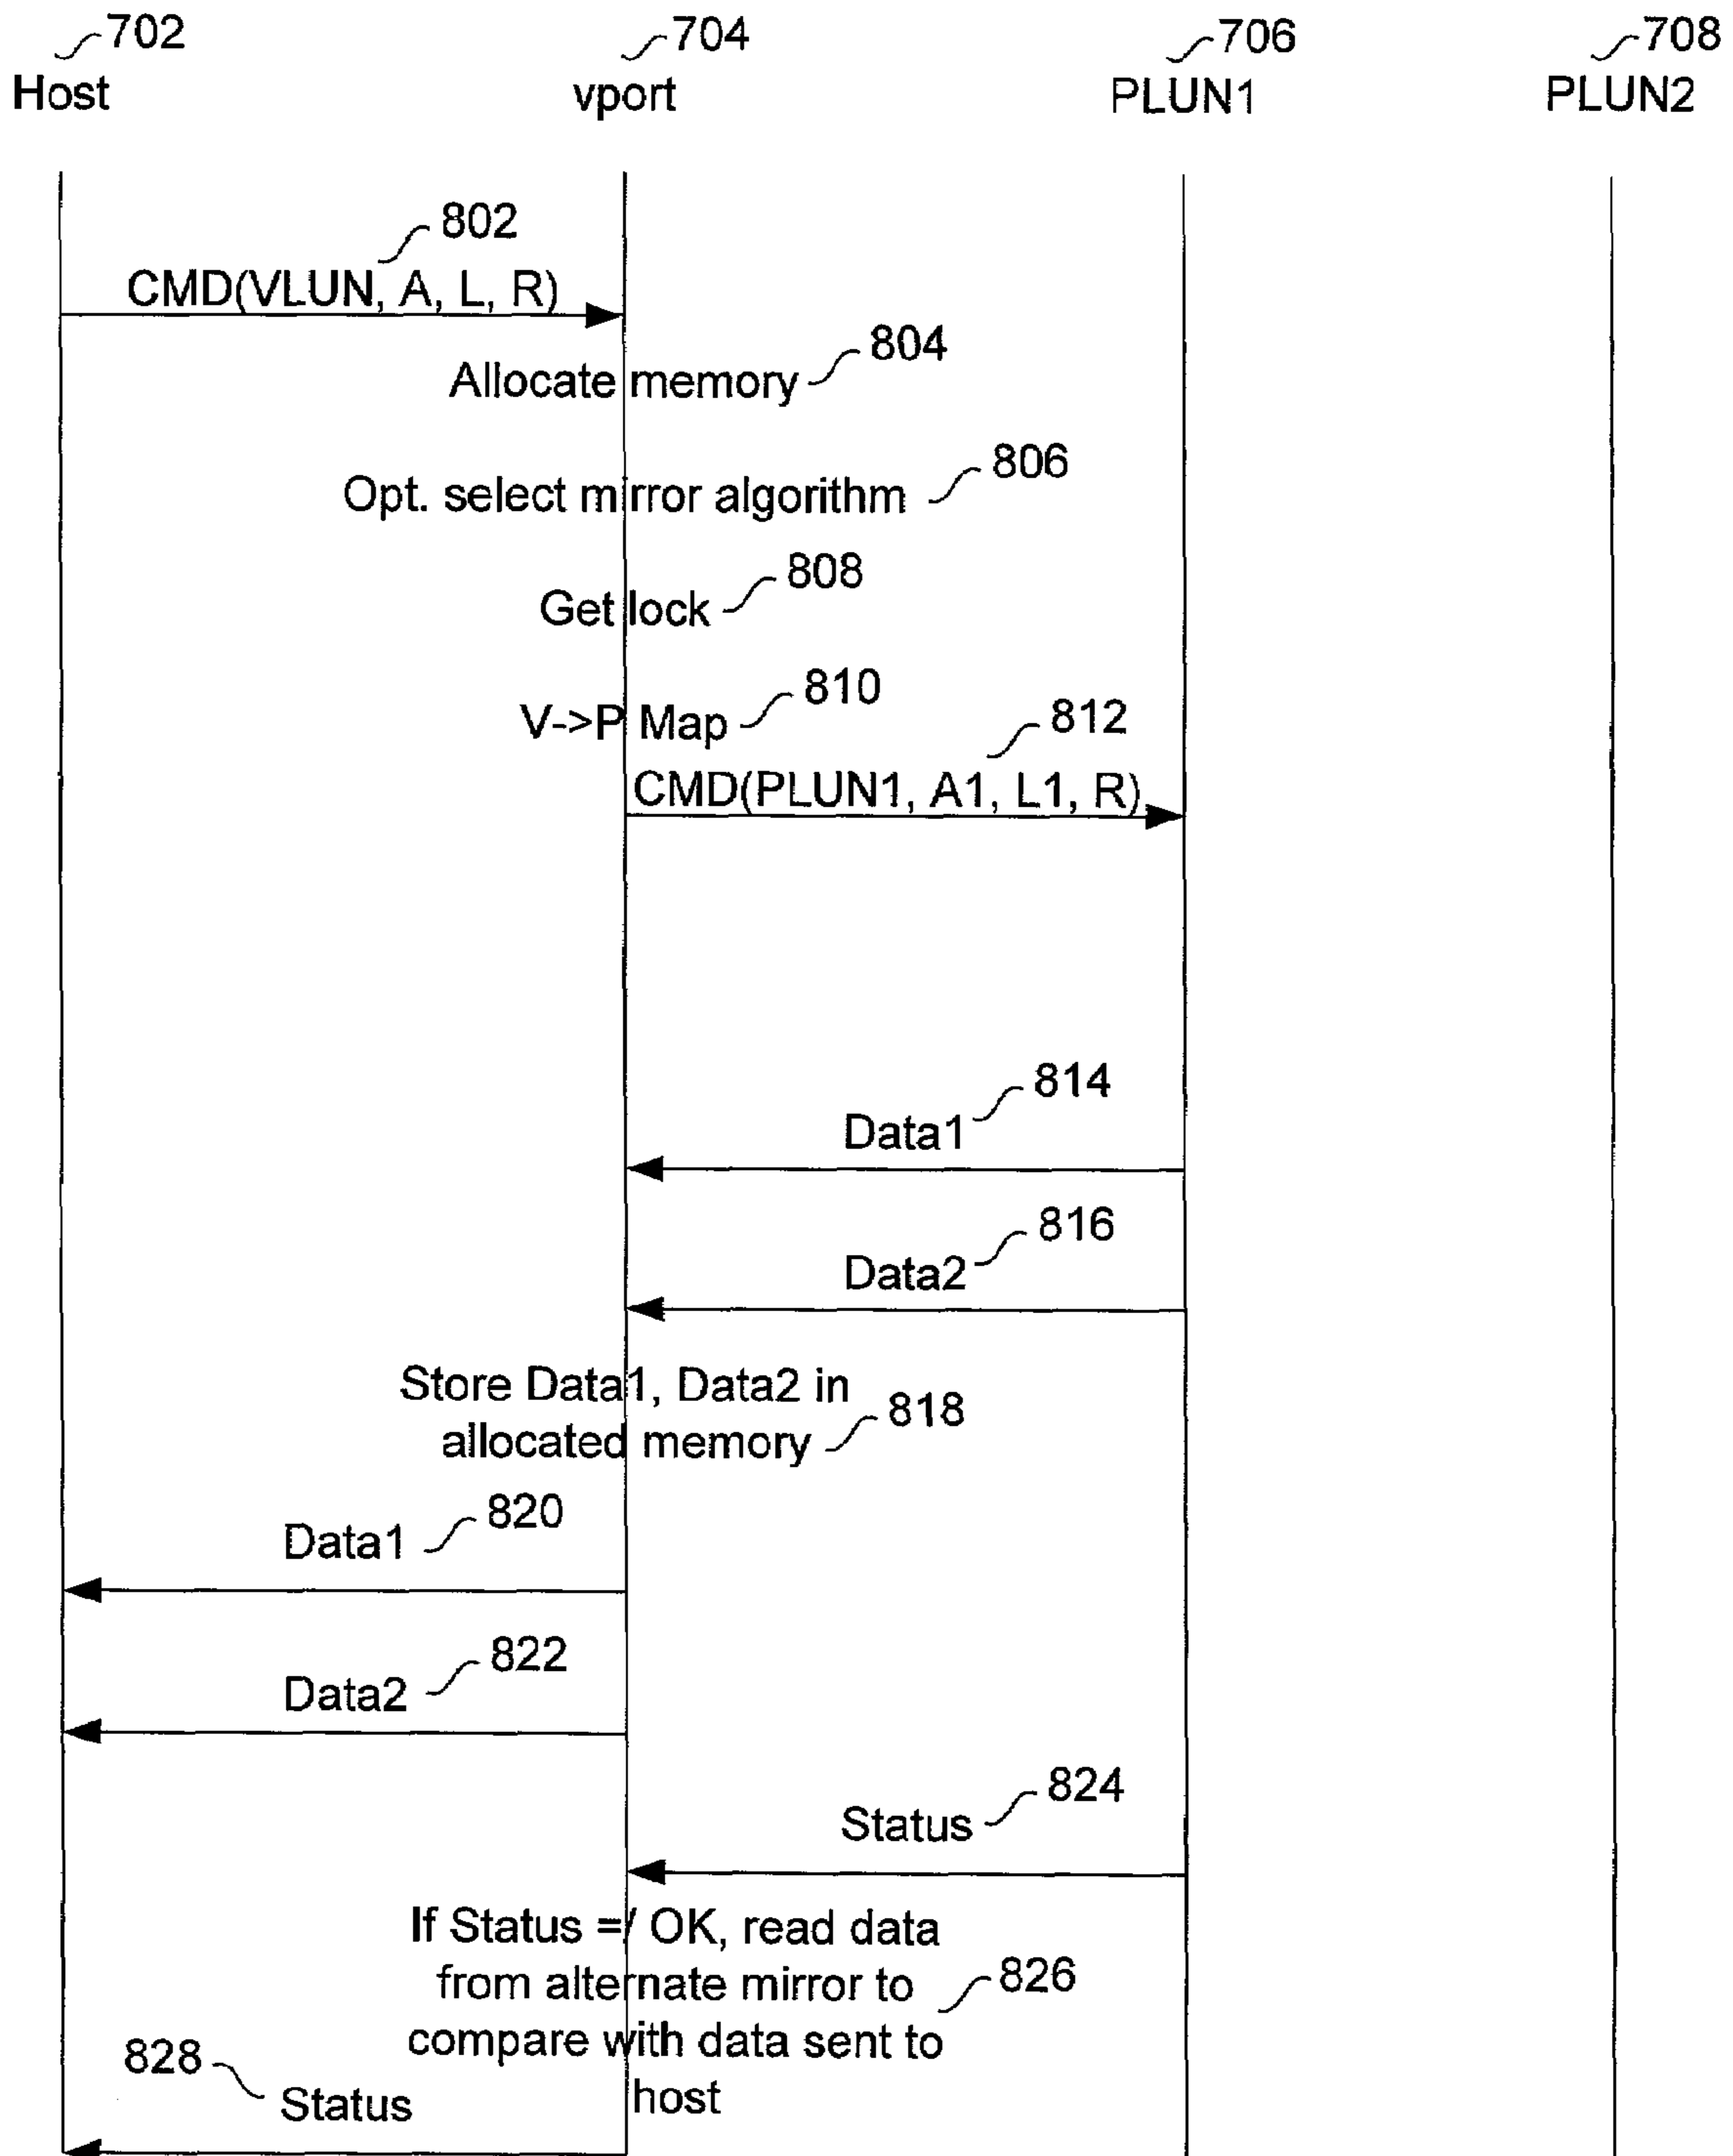 702
704
706
708
Host
vport
PLUN1
PLUN2
802
CMD(VLUN, A, L, R)
804
Allocate memory
806
Opt. select mirror algorithm
808
Get lock
810
V->P Map
812
CMD(PLUN1, A1, L1, R)
814
Data1
816
Data2
Store Data1, Data2 in
allocated memory
818
820
Data1
822
Data2
824
Status
If Status =/ OK, read data
from alternate mirror to
826
compare with data sent to
host
828
Status